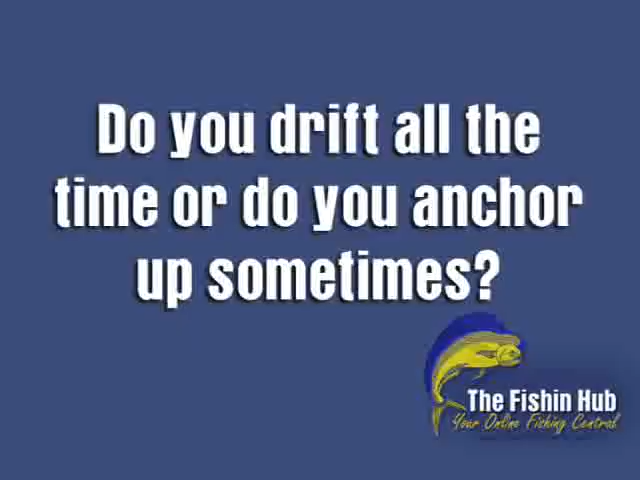 Do you drift all the
time or do you anchor
up sometimes?
The Fishin Hub
Your Online Fishing Central